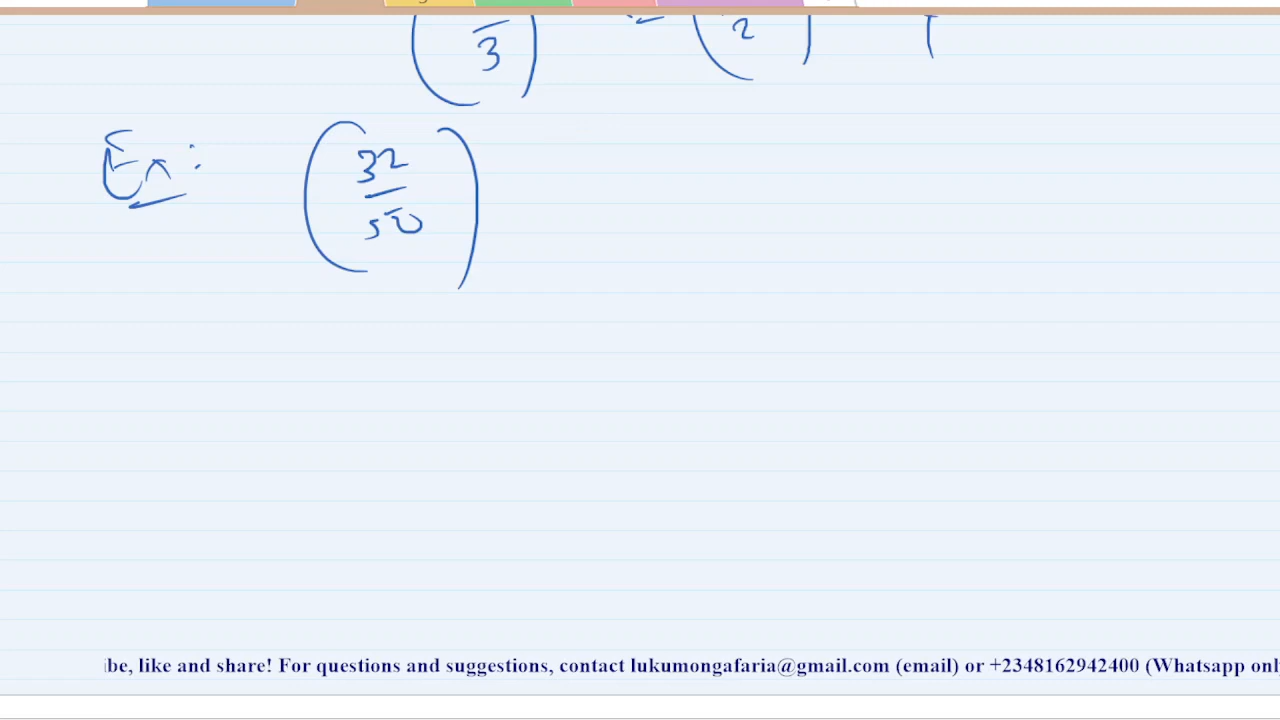 3 2
Ex: (32/50)
be, like and share! For questions and suggestions, contact lukumongafaria@gmail.com (email) or +2348162942400 (Whatsapp onl